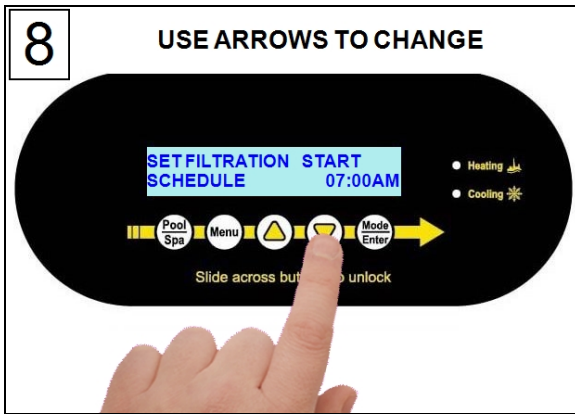 8
USE ARROWS TO CHANGE
SET FILTRATION START
SCHEDULE 07:00AM
Heating
Cooling
Pool
Spa
Menu
Mode
Enter
Slide across but o unlock